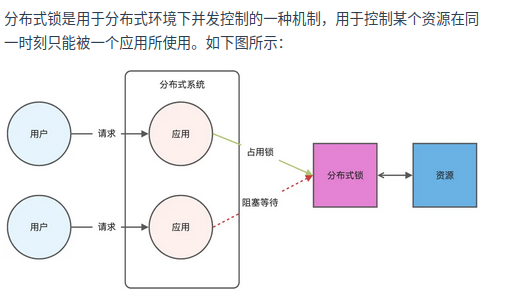 分布式锁是用于分布式环境下并发控制的一种机制，用于控制某个资源在同
一时刻只能被一个应用所使用。如下图所示：
分布式系统
用户
请求
应用
占用锁
分布式锁
资源
阻塞等待
用户
请求
应用